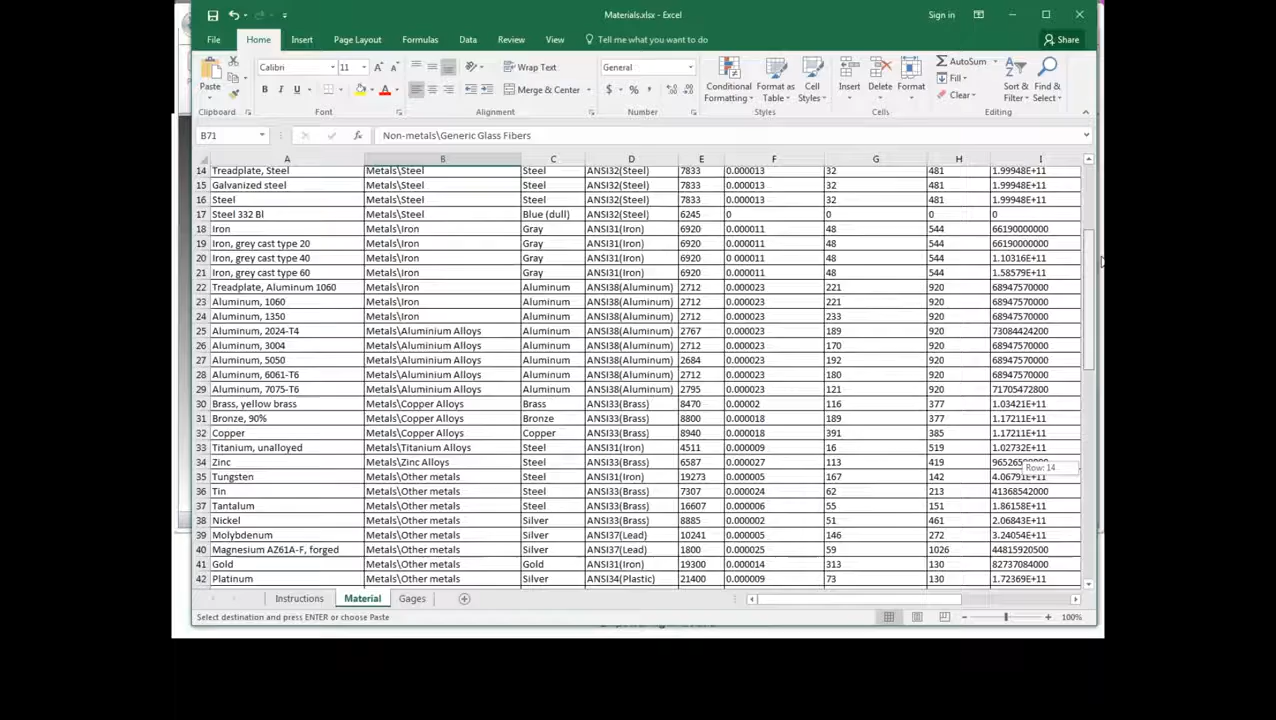 Materials.xlsx - Excel
Sign in
File Home Insert Page Layout Formulas Data Review View Tell me what you want to do Share
Calibri 11 Wrap Text General AutoSum
Fill
Paste B I U A Merge & Center $ % , Conditional Formatting Format as Table Cell Styles Insert Delete Format Clear Sort & Filter Find & Select
Clipboard Font Alignment Number Styles Cells Editing
B71 fx Non-metals\Generic Glass Fibers
A B C D E F G H I
14 Treadplate, Steel Metals\Steel Steel ANSI32(Steel) 7833 0.000013 32 481 1.99948E+11
15 Galvanized steel Metals\Steel Steel ANSI32(Steel) 7833 0.000013 32 481 1.99948E+11
16 Steel Metals\Steel Steel ANSI32(Steel) 7833 0.000013 32 481 1.99948E+11
17 Steel 332 Bl Metals\Steel Blue (dull) ANSI32(Steel) 6245 0 0 0 0
18 Iron Metals\Iron Gray ANSI31(Iron) 6920 0.000011 48 544 66190000000
19 Iron, grey cast type 20 Metals\Iron Gray ANSI31(Iron) 6920 0.000011 48 544 66190000000
20 Iron, grey cast type 40 Metals\Iron Gray ANSI31(Iron) 6920 0.000011 48 544 1.10316E+11
21 Iron, grey cast type 60 Metals\Iron Gray ANSI31(Iron) 6920 0.000011 48 544 1.58579E+11
22 Treadplate, Aluminum 1060 Metals\Iron Aluminum ANSI38(Aluminum) 2712 0.000023 221 920 68947570000
23 Aluminum, 1060 Metals\Iron Aluminum ANSI38(Aluminum) 2712 0.000023 221 920 68947570000
24 Aluminum, 1350 Metals\Iron Aluminum ANSI38(Aluminum) 2712 0.000023 233 920 68947570000
25 Aluminum, 2024-T4 Metals\Aluminium Alloys Aluminum ANSI38(Aluminum) 2767 0.000023 189 920 73084424200
26 Aluminum, 3004 Metals\Aluminium Alloys Aluminum ANSI38(Aluminum) 2712 0.000023 170 920 68947570000
27 Aluminum, 5050 Metals\Aluminium Alloys Aluminum ANSI38(Aluminum) 2684 0.000023 192 920 68947570000
28 Aluminum, 6061-T6 Metals\Aluminium Alloys Aluminum ANSI38(Aluminum) 2712 0.000023 180 920 68947570000
29 Aluminum, 7075-T6 Metals\Aluminium Alloys Aluminum ANSI38(Aluminum) 2795 0.000023 121 920 71705472800
30 Brass, yellow brass Metals\Copper Alloys Brass ANSI33(Brass) 8470 0.00002 116 377 1.03421E+11
31 Bronze, 90% Metals\Copper Alloys Bronze ANSI33(Brass) 8800 0.000018 189 377 1.17211E+11
32 Copper Metals\Copper Alloys Copper ANSI33(Brass) 8940 0.000018 391 385 1.17211E+11
33 Titanium, unalloyed Metals\Titanium Alloys Steel ANSI31(Iron) 4511 0.000009 16 519 1.02732E+11
34 Zinc Metals\Zinc Alloys Steel ANSI33(Brass) 6587 0.000027 113 419
35 Tungsten Metals\Other metals Steel ANSI31(Iron) 19273 0.000005 167 142 4.06791E+11 Row: 14
36 Tin Metals\Other metals Steel ANSI33(Brass) 7307 0.000024 62 213 41368542000
37 Tantalum Metals\Other metals Steel ANSI33(Brass) 16607 0.000006 55 151 1.86158E+11
38 Nickel Metals\Other metals Silver ANSI33(Brass) 8885 0.000002 51 461 2.06843E+11
39 Molybdenum Metals\Other metals Silver ANSI37(Lead) 10241 0.000005 146 272 3.24054E+11
40 Magnesium AZ61A-F, forged Metals\Other metals Silver ANSI37(Lead) 1800 0.000025 59 1026 44815920500
41 Gold Metals\Other metals Gold ANSI31(Iron) 19300 0.000014 313 130 82737084000
42 Platinum Metals\Other metals Silver ANSI34(Plastic) 21400 0.000009 73 130 1.72369E+11
Instructions Material Gages
Select destination and press ENTER or choose Paste 100%